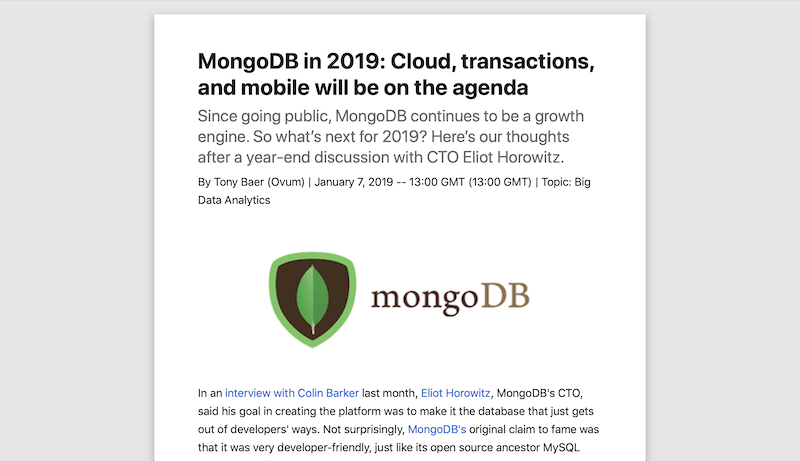 MongoDB in 2019: Cloud, transactions,
and mobile will be on the agenda
Since going public, MongoDB continues to be a growth
engine. So what’s next for 2019? Here’s our thoughts
after a year-end discussion with CTO Eliot Horowitz.
By Tony Baer (Ovum) | January 7, 2019 -- 13:00 GMT (13:00 GMT) | Topic: Big
Data Analytics
mongoDB
In an interview with Colin Barker last month, Eliot Horowitz, MongoDB's CTO,
said his goal in creating the platform was to make it the database that just gets
out of developers' ways. Not surprisingly, MongoDB's original claim to fame was
that it was very developer-friendly, just like its open source ancestor MySQL